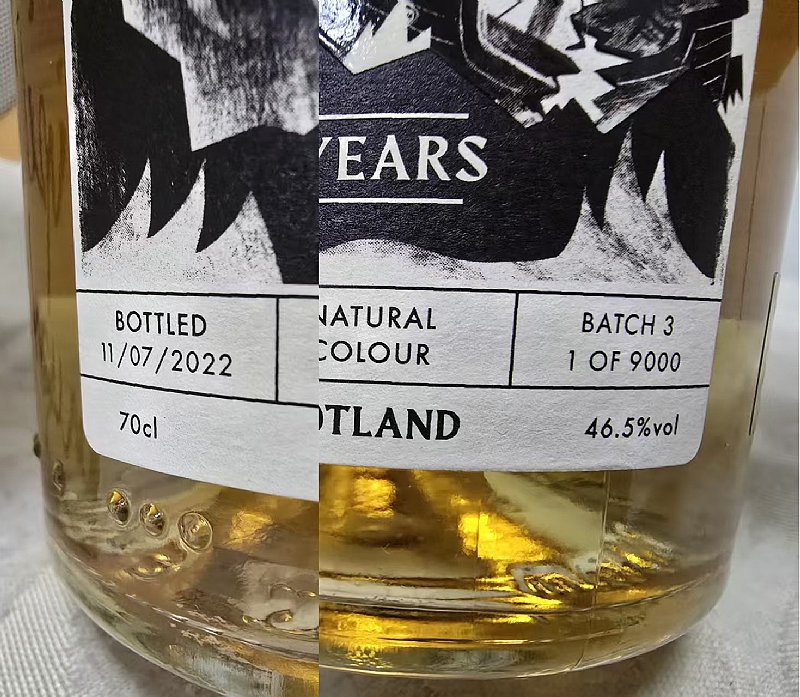 YEARS
BOTTLED
11/07/2022
NATURAL
COLOUR
BATCH 3
1 OF 9000
70cl
OTLAND
46.5%vol